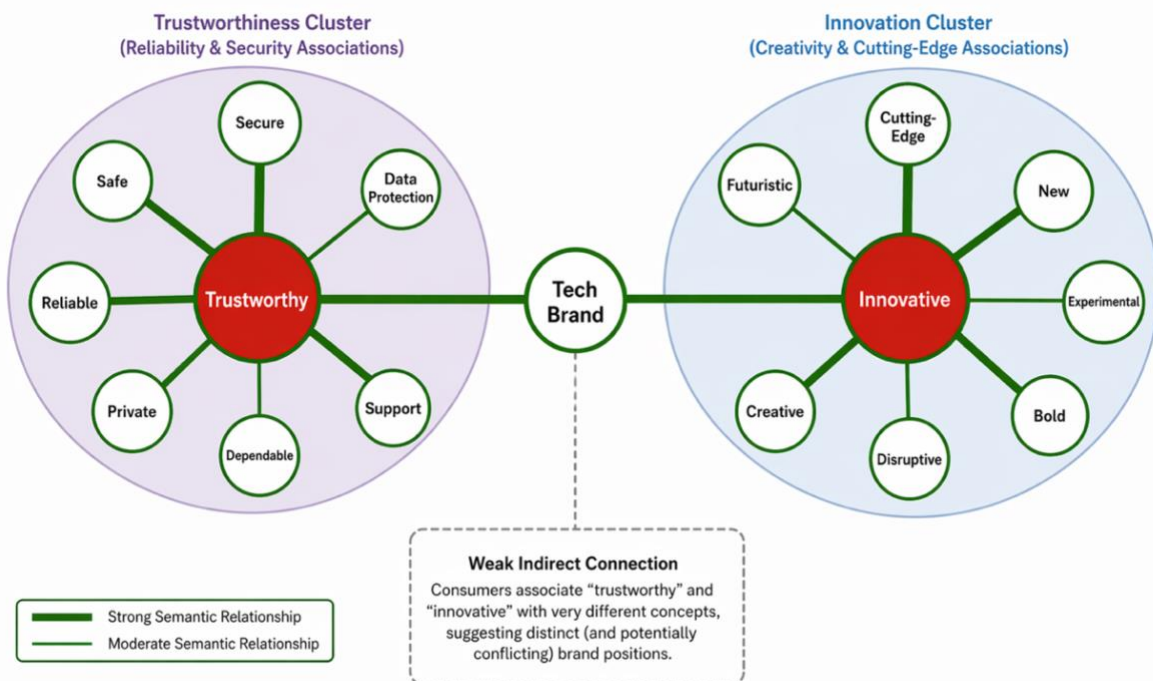 Trustworthiness Cluster
(Reliability & Security Associations)
Innovation Cluster
(Creativity & Cutting-Edge Associations)
Secure
Safe
Data
Protection
Reliable
Trustworthy
Private
Dependable
Support
Tech
Brand
Cutting-
Edge
Futuristic
New
Innovative
Experimental
Creative
Disruptive
Bold
Weak Indirect Connection
Consumers associate “trustworthy” and
“innovative” with very different concepts,
suggesting distinct (and potentially
conflicting) brand positions.
Strong Semantic Relationship
Moderate Semantic Relationship